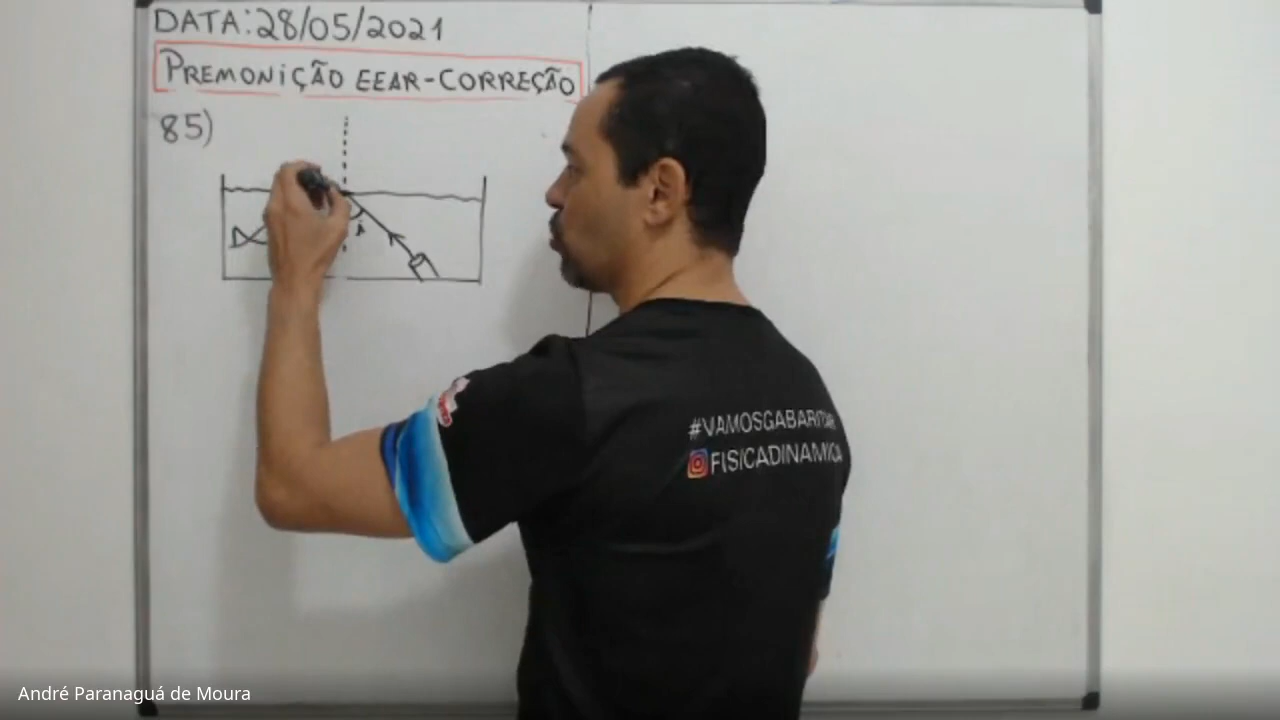 DATA:28/05/2021
PREMONIÇÃO EEAR-CORREÇÃO
85)
i
#VAMOSGABARITAR
FISICADINAMICA
André Paranaguá de Moura